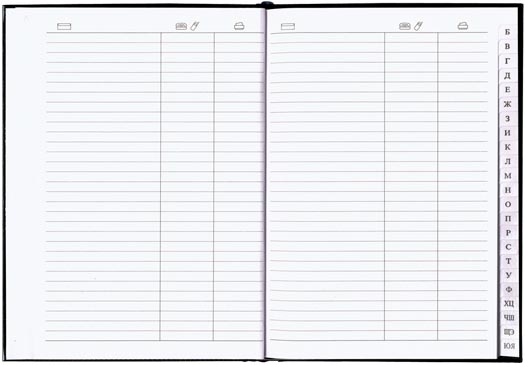 Б
В
Г
Д
Е
Ж
З
И
К
Л
М
Н
О
П
Р
С
Т
У
Ф
ХЦ
ЧШ
ЩЭ
ЮЯ